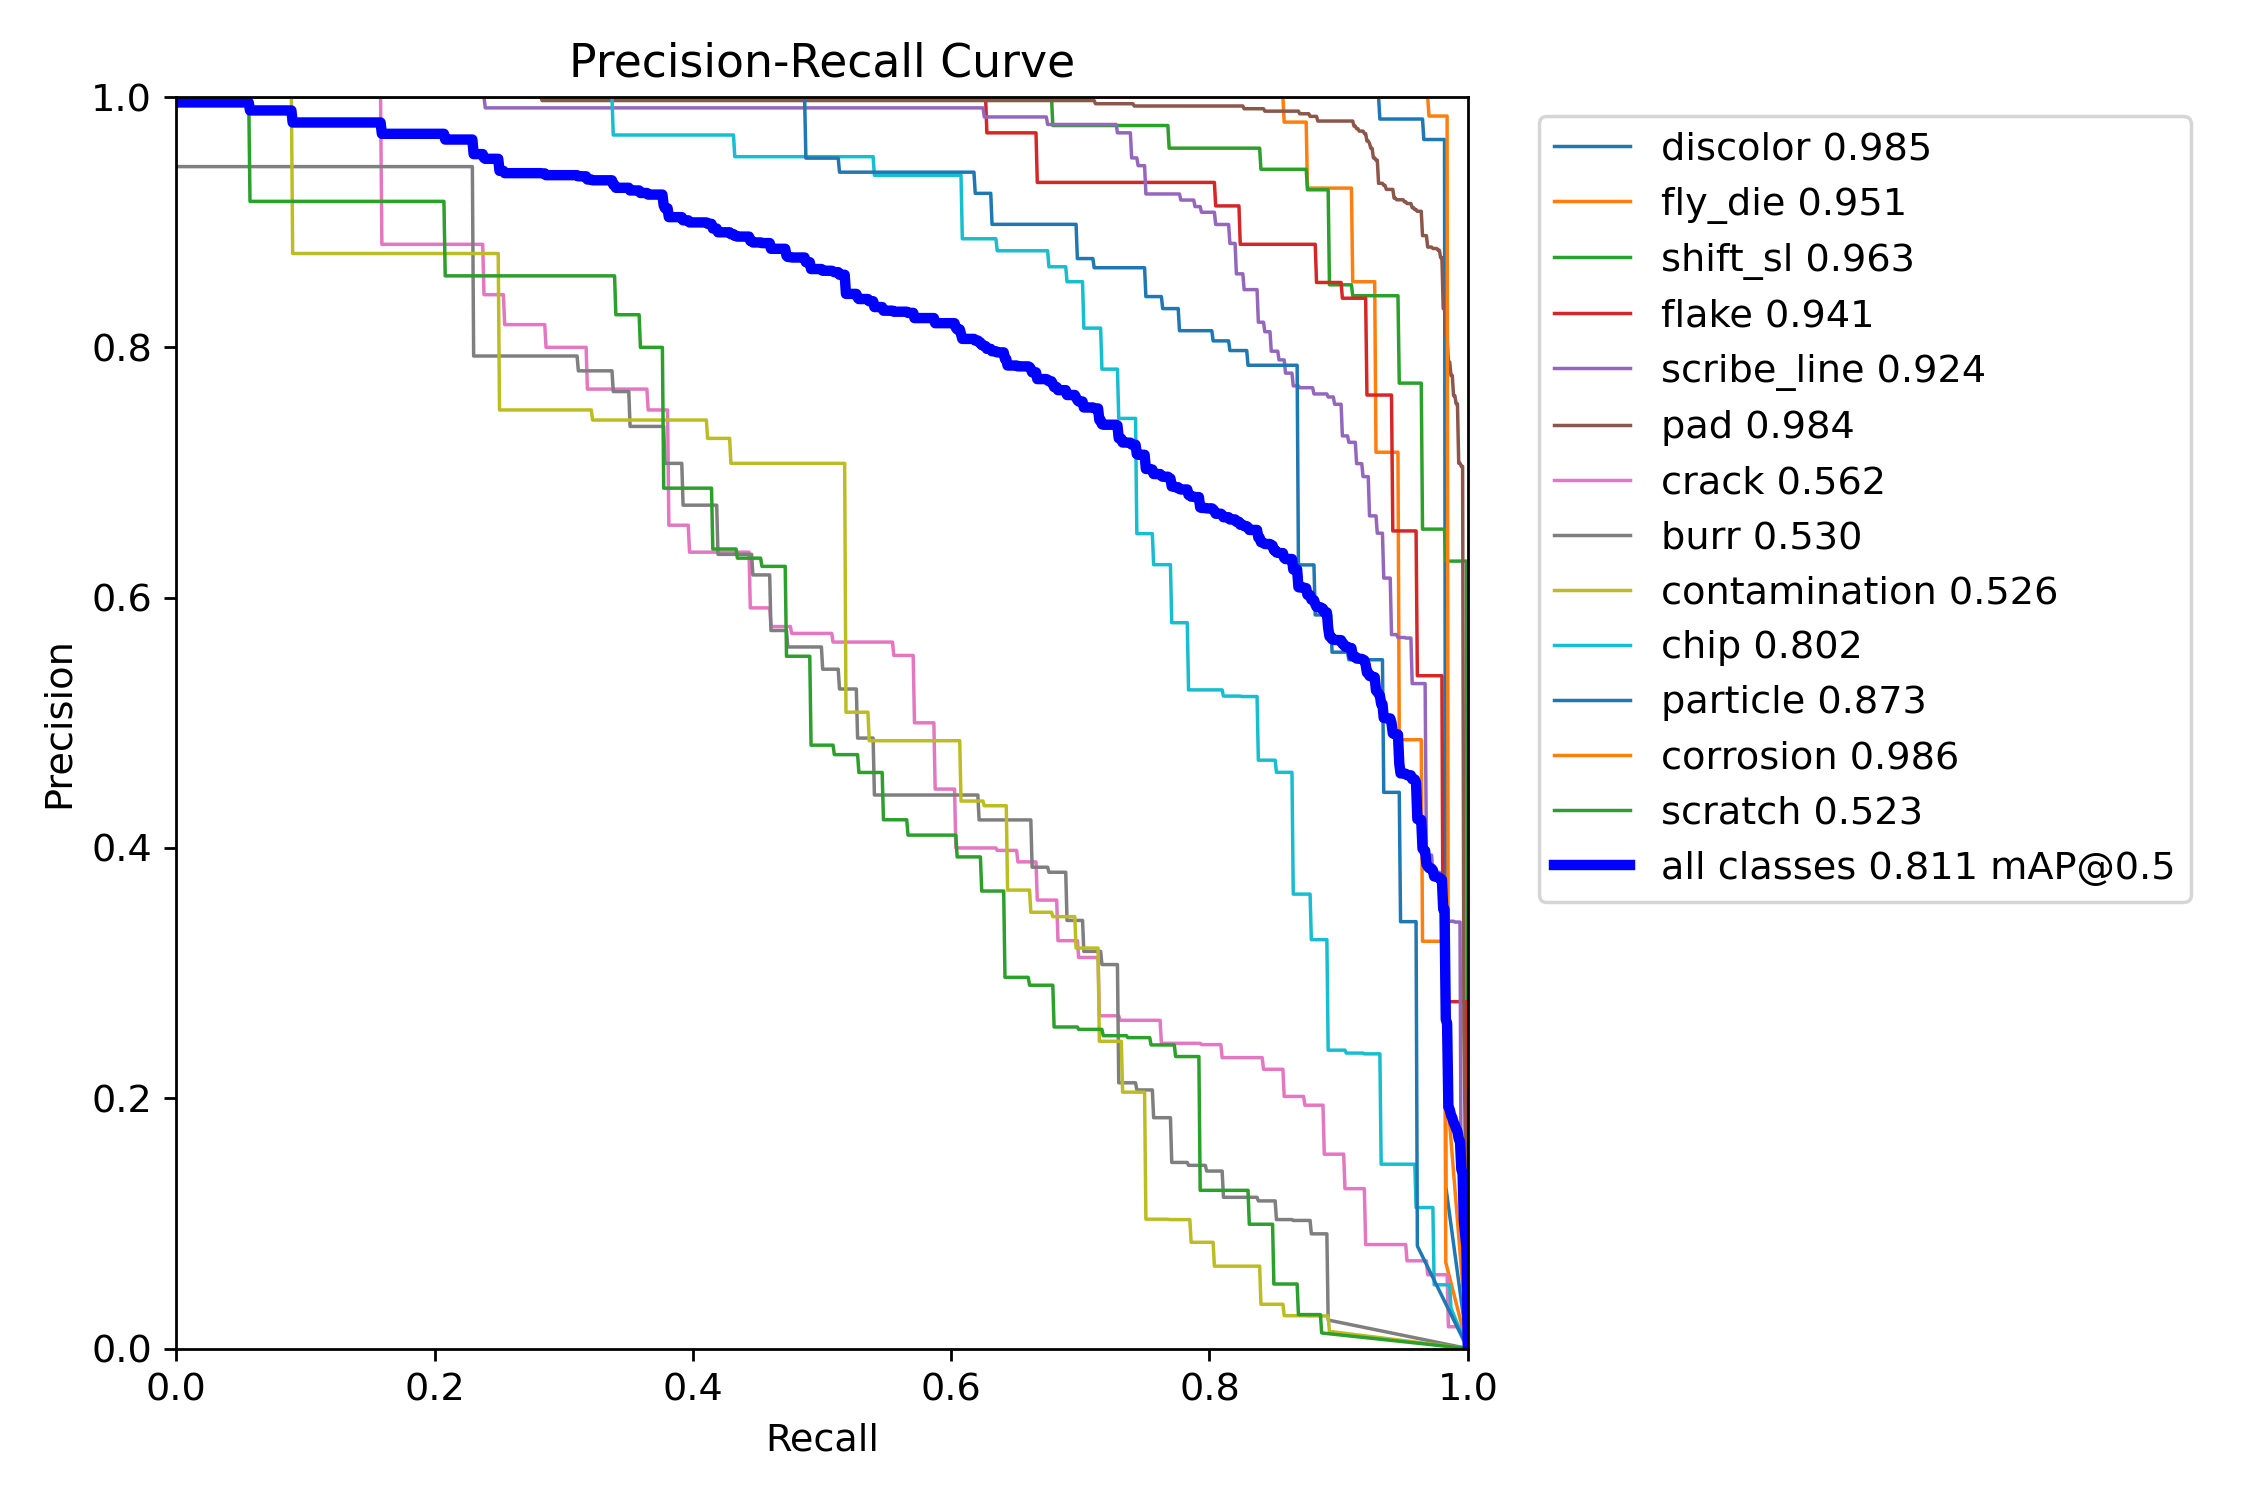 Precision-Recall Curve
1.0
0.8
0.6
0.4
0.2
0.0
Precision
0.0 0.2 0.4 0.6 0.8 1.0
Recall
discolor 0.985
fly_die 0.951
shift_sl 0.963
flake 0.941
scribe_line 0.924
pad 0.984
crack 0.562
burr 0.530
contamination 0.526
chip 0.802
particle 0.873
corrosion 0.986
scratch 0.523
all classes 0.811 mAP@0.5